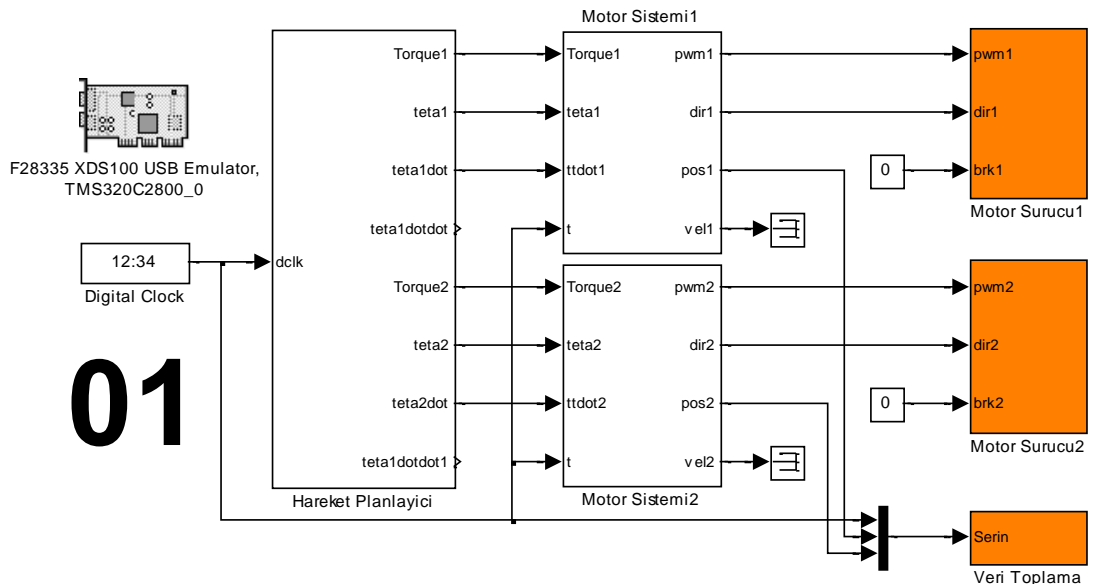 F28335 XDS100 USB Emulator,
TMS320C2800_0
12:34
Digital Clock
01
dclk
Torque1
teta1
teta1dot
teta1dotdot
Torque2
teta2
teta2dot
teta1dotdot1
Hareket Planlayici
Motor Sistemi1
Torque1
teta1
ttdot1
t
pwm1
dir1
pos1
vel1
Torque2
teta2
ttdot2
t
pwm2
dir2
pos2
vel2
Motor Sistemi2
pwm1
dir1
0
brk1
Motor Surucu1
pwm2
dir2
0
brk2
Motor Surucu2
Serin
Veri Toplama